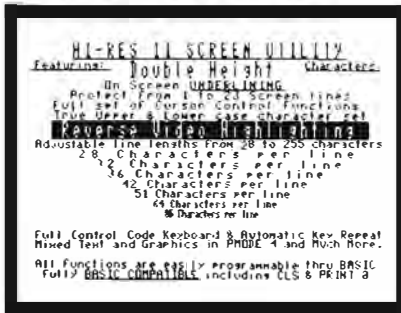 HI-RES II SCREEN UTILITY
Featuring: Double Height Characters.
On Screen UNDERLINING
Protect from 1 to 23 Screen lines
Full set of Cursor Control Functions
True Upper & Lower case character set
Reverse Video Highlighting
Adjustable line lengths from 28 to 255 characters
28 Characters per line
32 Characters per line
36 Characters per line
42 Characters per line
51 Characters per line
64 Characters per line
85 Characters per line
Full Control Code Keyboard & Automatic Key Repeat
Mixed Text and Graphics in PMODE 4 and Much More.
All functions are easily programmable thru BASIC
Fully BASIC COMPATIBLE including CLS & PRINT @